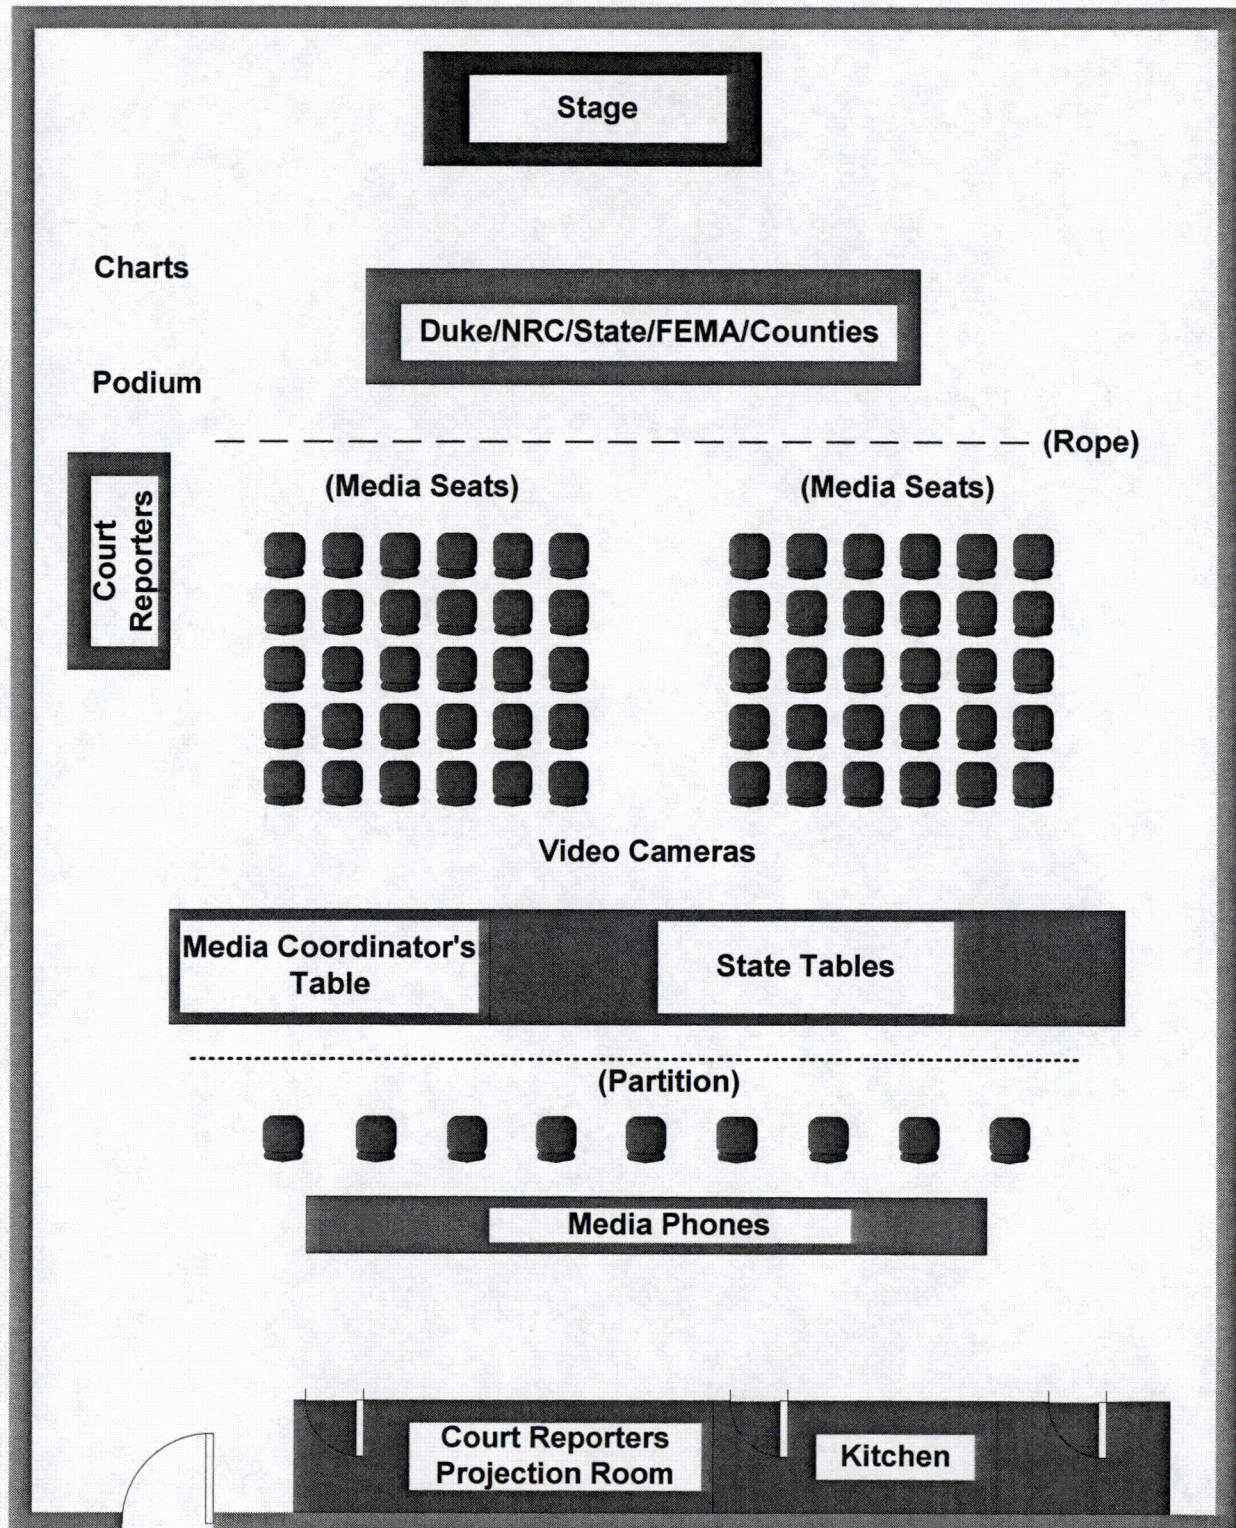 Stage
Charts
Duke/NRC/State/FEMA/Counties
Podium
(Rope)
(Media Seats)
(Media Seats)
Court
Reporters
Video Cameras
Media Coordinator's
Table
State Tables
(Partition)
Media Phones
Court Reporters
Projection Room
Kitchen